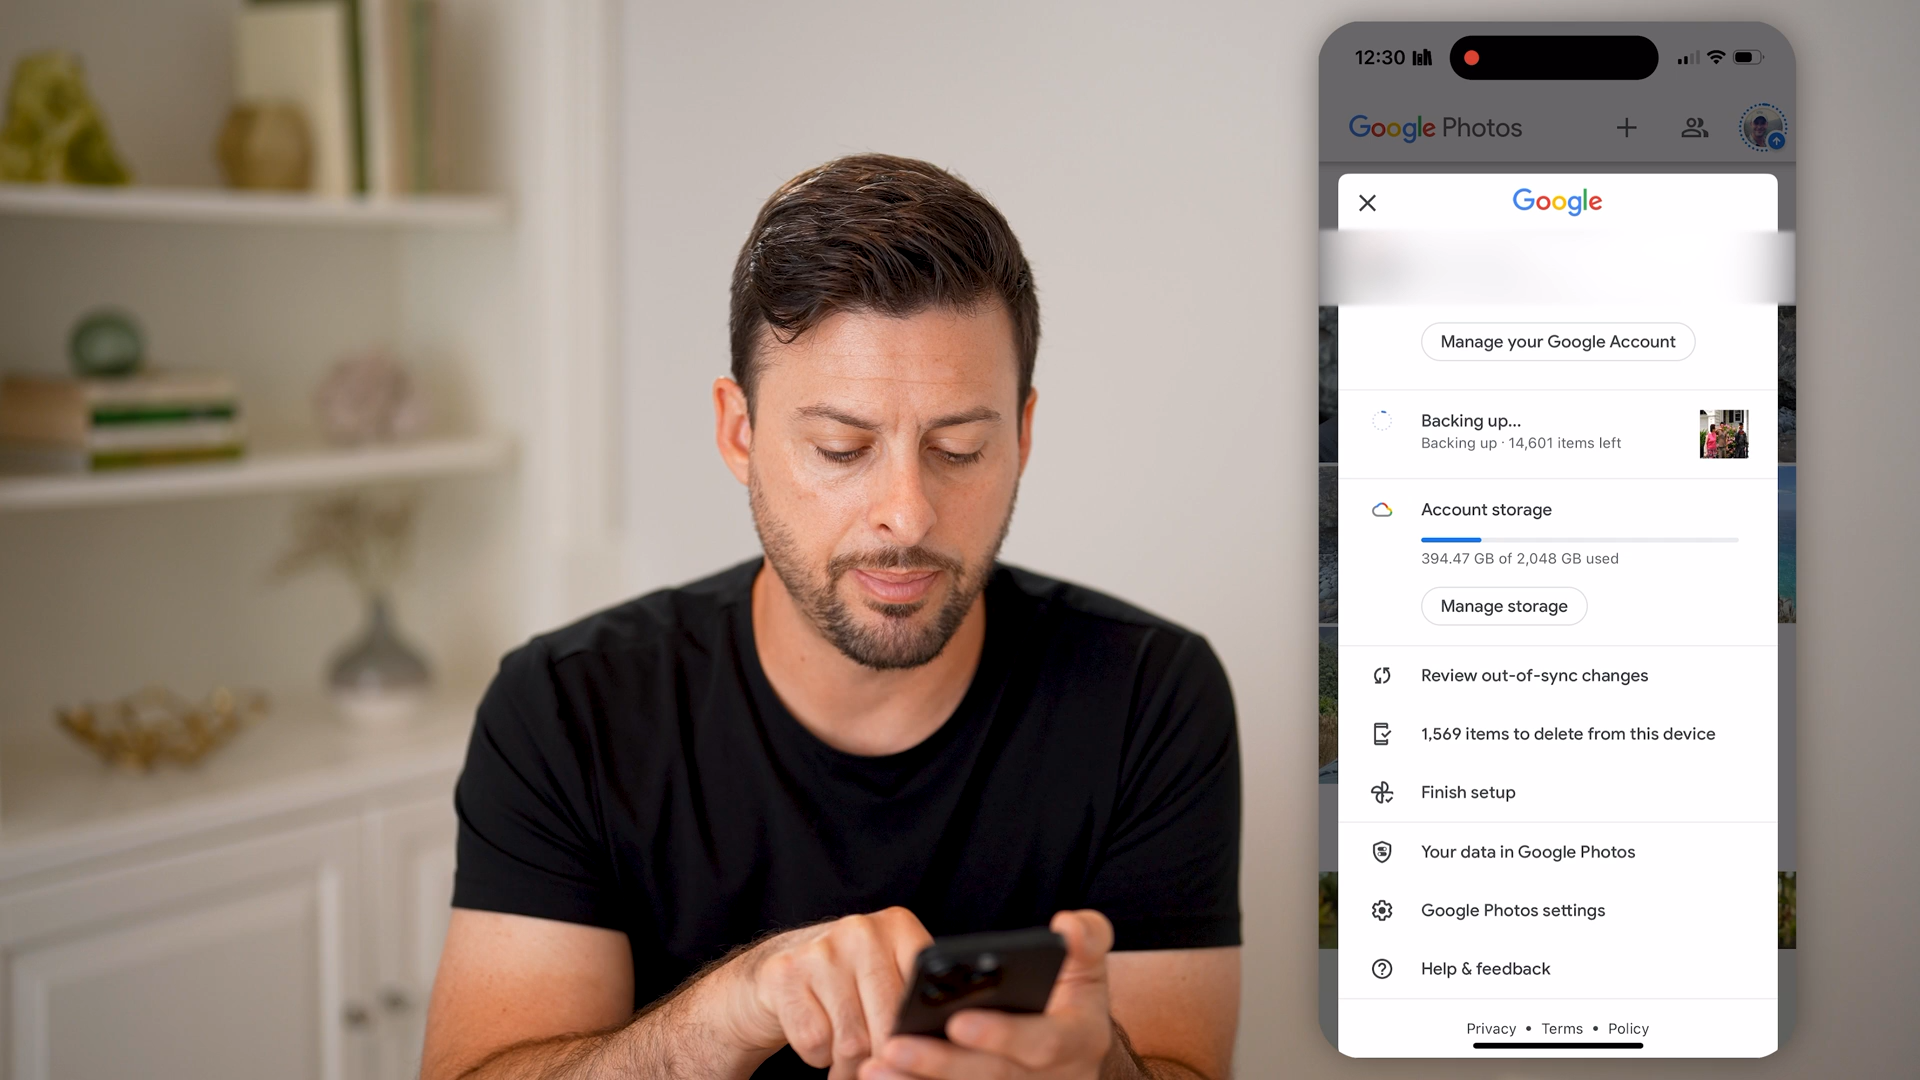 12:30
Google Photos
Google
Manage your Google Account
Backing up...
Backing up · 14,601 items left
Account storage
394.47 GB of 2,048 GB used
Manage storage
Review out-of-sync changes
1,569 items to delete from this device
Finish setup
Your data in Google Photos
Google Photos settings
Help & feedback
Privacy • Terms • Policy